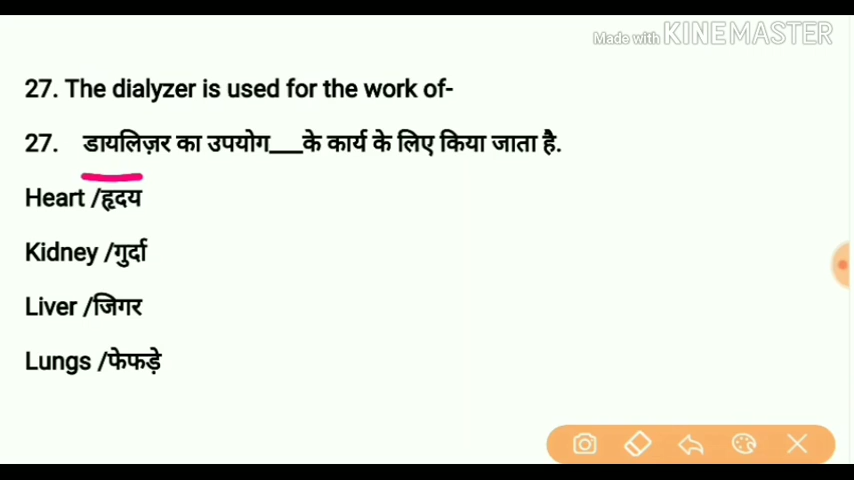 Made with KINEMASTER
27. The dialyzer is used for the work of-
27. डायलिज़र का उपयोग___के कार्य के लिए किया जाता है.
Heart /हृदय
Kidney /गुर्दा
Liver /जिगर
Lungs /फेफड़े